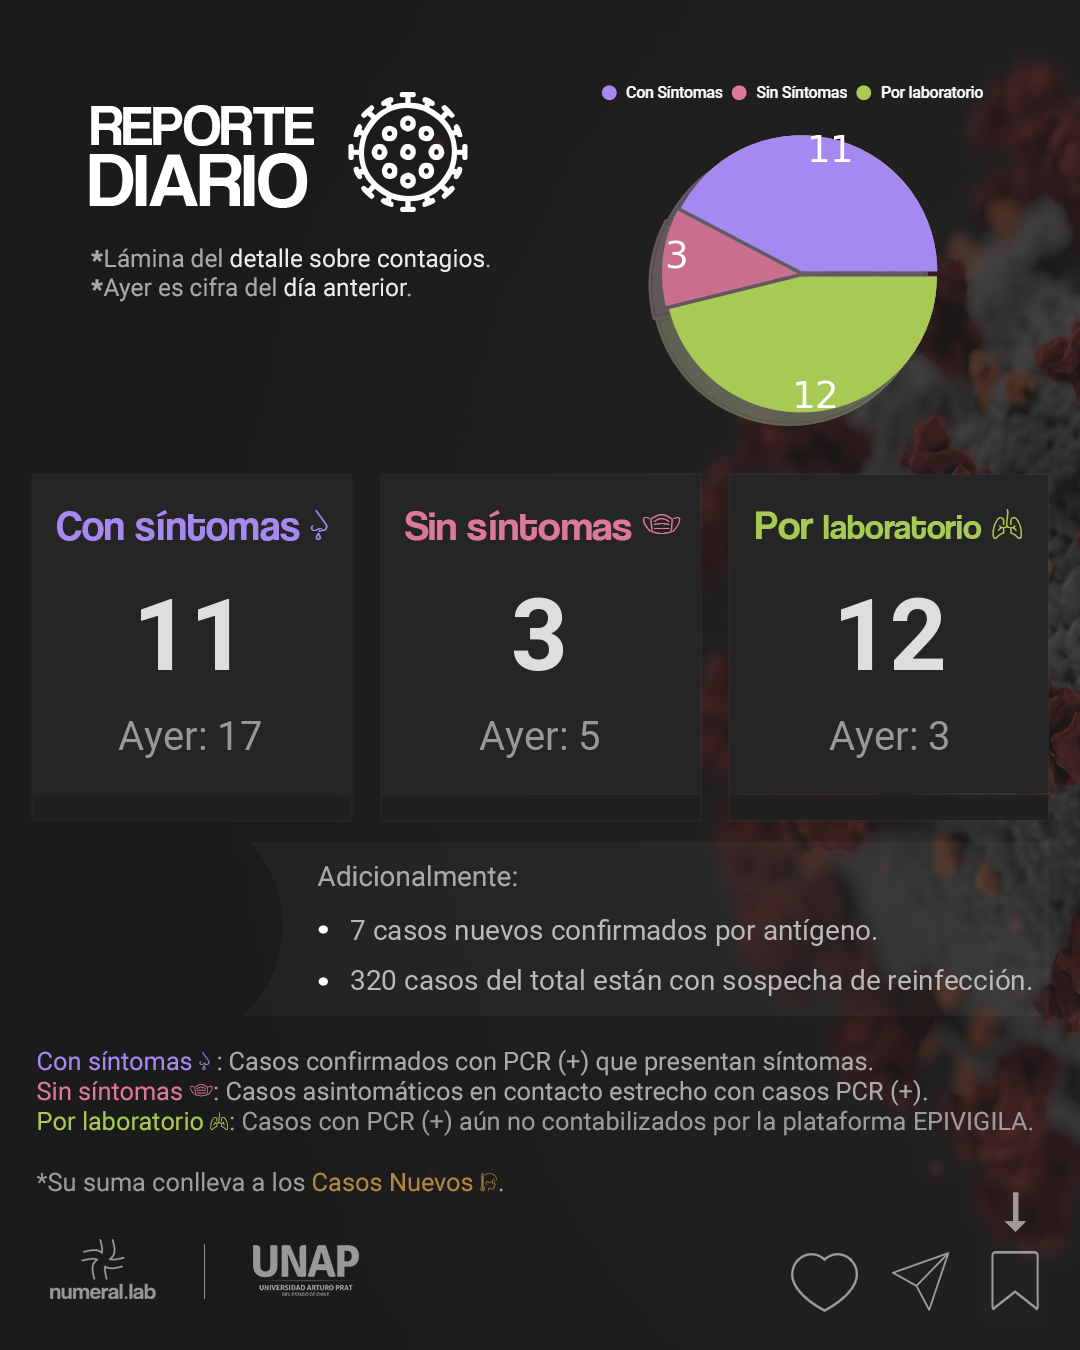 REPORTE
DIARIO
*Lámina del detalle sobre contagios.
*Ayer es cifra del día anterior.
Con Síntomas Sin Síntomas Por laboratorio
11
3
12
Con síntomas
11
Ayer: 17
Sin síntomas
3
Ayer: 5
Por laboratorio
12
Ayer: 3
Adicionalmente:
• 7 casos nuevos confirmados por antígeno.
• 320 casos del total están con sospecha de reinfección.
Con síntomas : Casos confirmados con PCR (+) que presentan síntomas.
Sin síntomas : Casos asintomáticos en contacto estrecho con casos PCR (+).
Por laboratorio : Casos con PCR (+) aún no contabilizados por la plataforma EPIVIGILA.
*Su suma conlleva a los Casos Nuevos .
numeral.lab
UNAP
UNIVERSIDAD ARTURO PRAT
DEL ESTADO DE CHILE